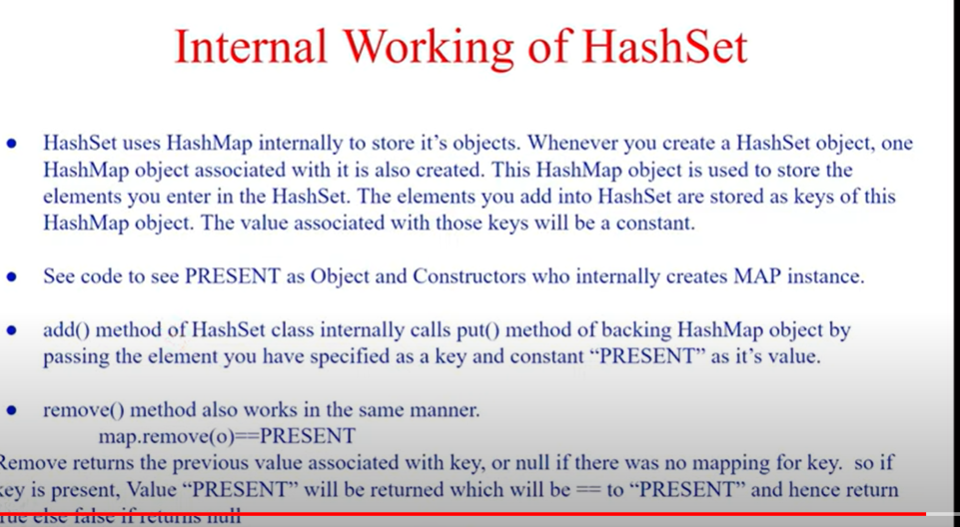 Internal Working of HashSet
● HashSet uses HashMap internally to store it's objects. Whenever you create a HashSet object, one
HashMap object associated with it is also created. This HashMap object is used to store the
elements you enter in the HashSet. The elements you add into HashSet are stored as keys of this
HashMap object. The value associated with those keys will be a constant.
● See code to see PRESENT as Object and Constructors who internally creates MAP instance.
● add() method of HashSet class internally calls put() method of backing HashMap object by
passing the element you have specified as a key and constant “PRESENT” as it's value.
● remove() method also works in the same manner.
map.remove(o)==PRESENT
Remove returns the previous value associated with key, or null if there was no mapping for key. so if
key is present, Value “PRESENT” will be returned which will be == to “PRESENT” and hence return
true else false if returns null